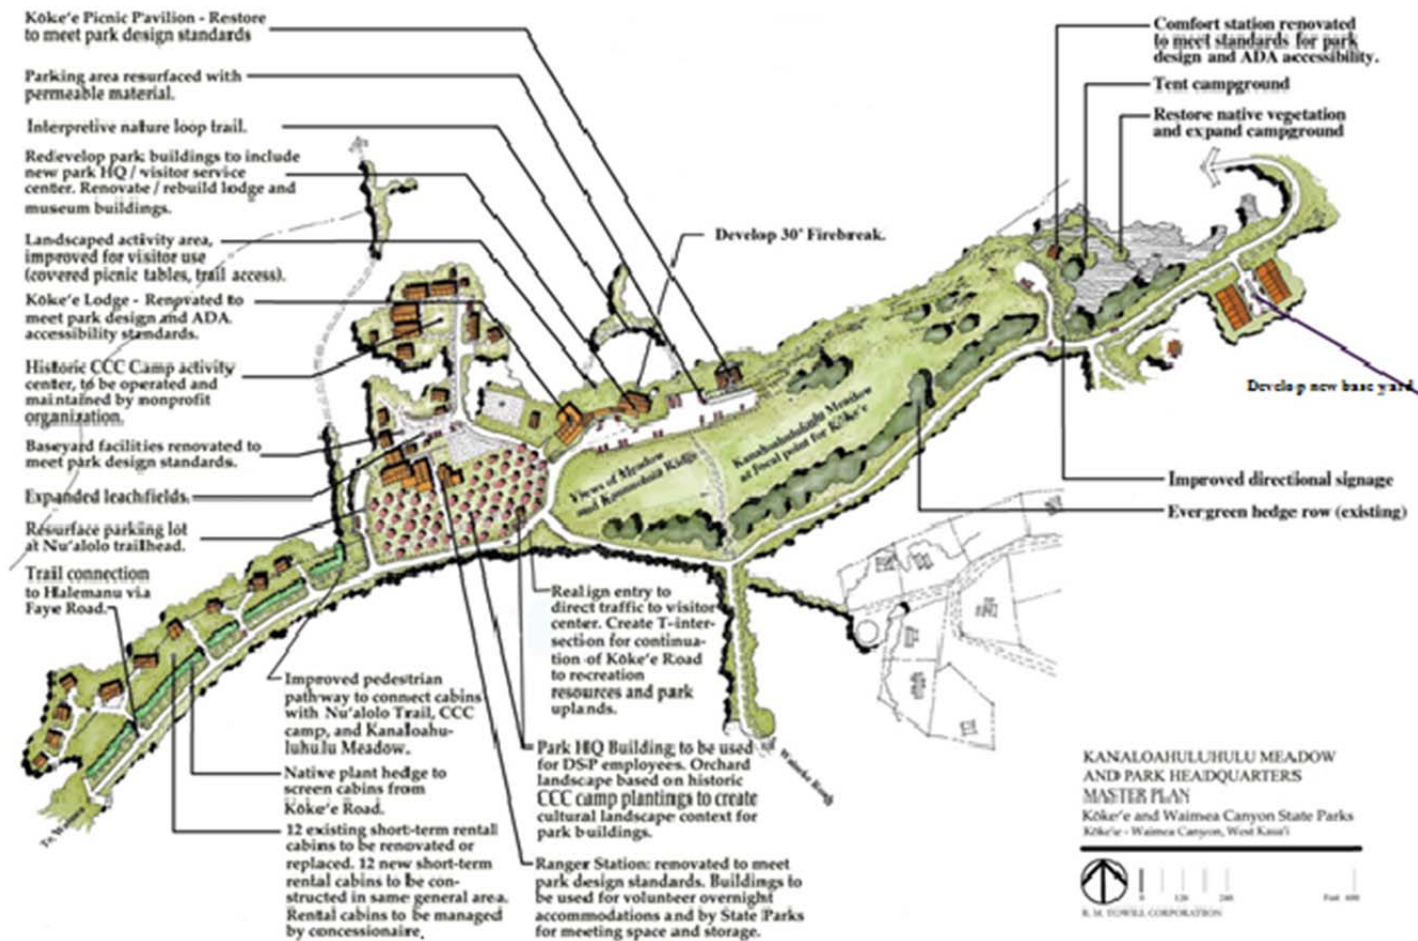 Kōke'e Picnic Pavilion - Restore
to meet park design standards
Parking area resurfaced with
permeable material.
Interpretive nature loop trail.
Redevelop park buildings to include
new park HQ / visitor service
center. Renovate / rebuild lodge and
museum buildings.
Landscaped activity area,
improved for visitor use
(covered picnic tables, trail access).
Kōke'e Lodge - Renovated to
meet park design and ADA
accessibility standards.
Historic CCC Camp activity
center, to be operated and
maintained by nonprofit
organization.
Baseyard facilities renovated to
meet park design standards.
Expanded leachfields.
Resurface parking lot
at Nu'alolo trailhead.
Trail connection
to Halemanu via
Faye Road.
To Waimea
Develop 30' Firebreak.
Views of Meadow
and Kaunuohua Ridge
Kanaloahuluhulu Meadow
at focal point for Kōke'e
Comfort station renovated
to meet standards for park
design and ADA accessibility.
Tent campground
Restore native vegetation
and expand campground
Develop new base yard
Improved directional signage
Evergreen hedge row (existing)
Improved pedestrian
pathway to connect cabins
with Nu'alolo Trail, CCC
camp, and Kanaloahu-
luhulu Meadow.
Native plant hedge to
screen cabins from
Kōke'e Road.
12 existing short-term rental
cabins to be renovated or
replaced. 12 new short-term
rental cabins to be con-
structed in same general area.
Rental cabins to be managed
by concessionaire.
Realign entry to
direct traffic to visitor
center. Create T-inter-
section for continua-
tion of Kōke'e Road
to recreation
resources and park
uplands.
Park HQ Building to be used
for DSP employees. Orchard
landscape based on historic
CCC camp plantings to create
cultural landscape context for
park buildings.
Ranger Station: renovated to meet
park design standards. Buildings to
be used for volunteer overnight
accommodations and by State Parks
for meeting space and storage.
Waineke Road
KANALOAHULUHULU MEADOW
AND PARK HEADQUARTERS
MASTER PLAN
Kōke'e and Waimea Canyon State Parks
Kōke'e - Waimea Canyon, West Kaua'i
0 120 240 Feet 600
R. M. TOWILL CORPORATION